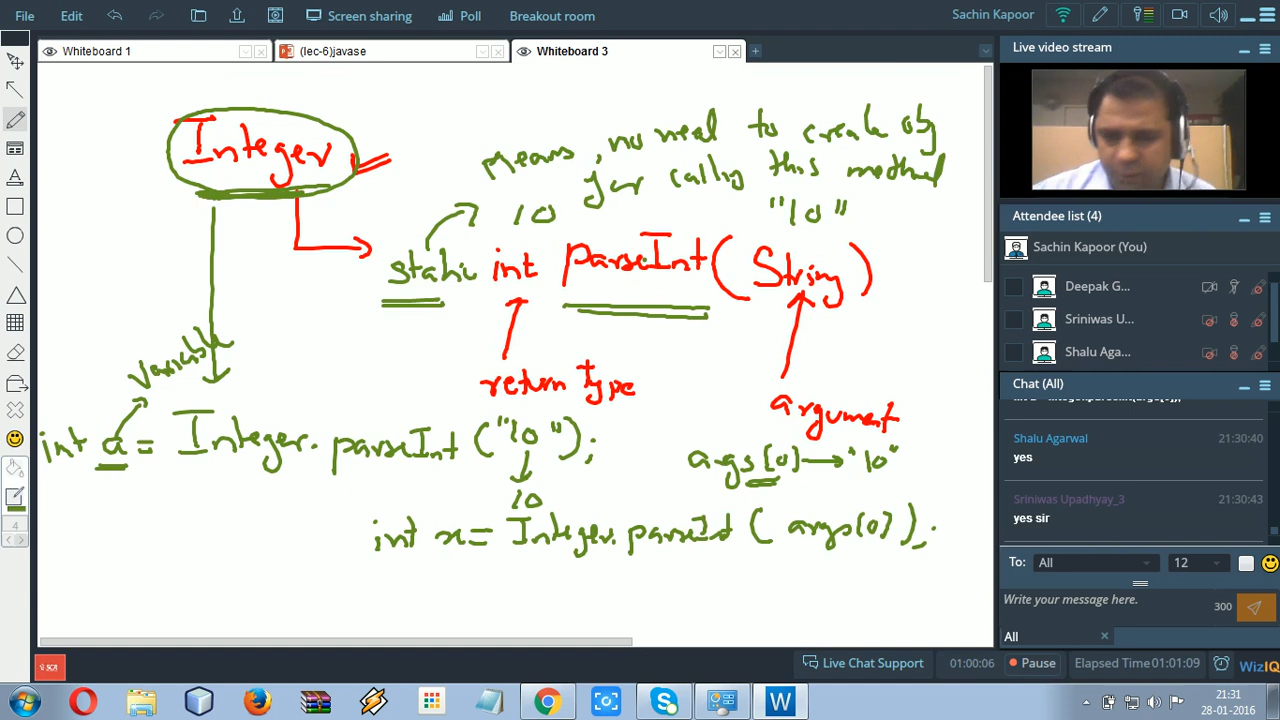 File Edit Screen sharing Poll Breakout room Sachin Kapoor
Whiteboard 1 (lec-6)javase Whiteboard 3
Live video stream
Integer
Means, no need to create obj
for calling this method
10 "10"
static int parseInt(String)
return type
argument
variable
int a = Integer.parseInt("10");
10
args[0] → "10"
int x = Integer.parseInt(args[0]);
Attendee list (4)
Sachin Kapoor (You)
Deepak G...
Sriniwas U...
Shalu Aga...
Chat (All)
Shalu Agarwal 21:30:40
yes
Sriniwas Upadhyay_3 21:30:43
yes sir
To: All 12
Write your message here. 300
All
4
Live Chat Support 01:00:06 Pause Elapsed Time 01:01:09 WizIQ
21:31
28-01-2016